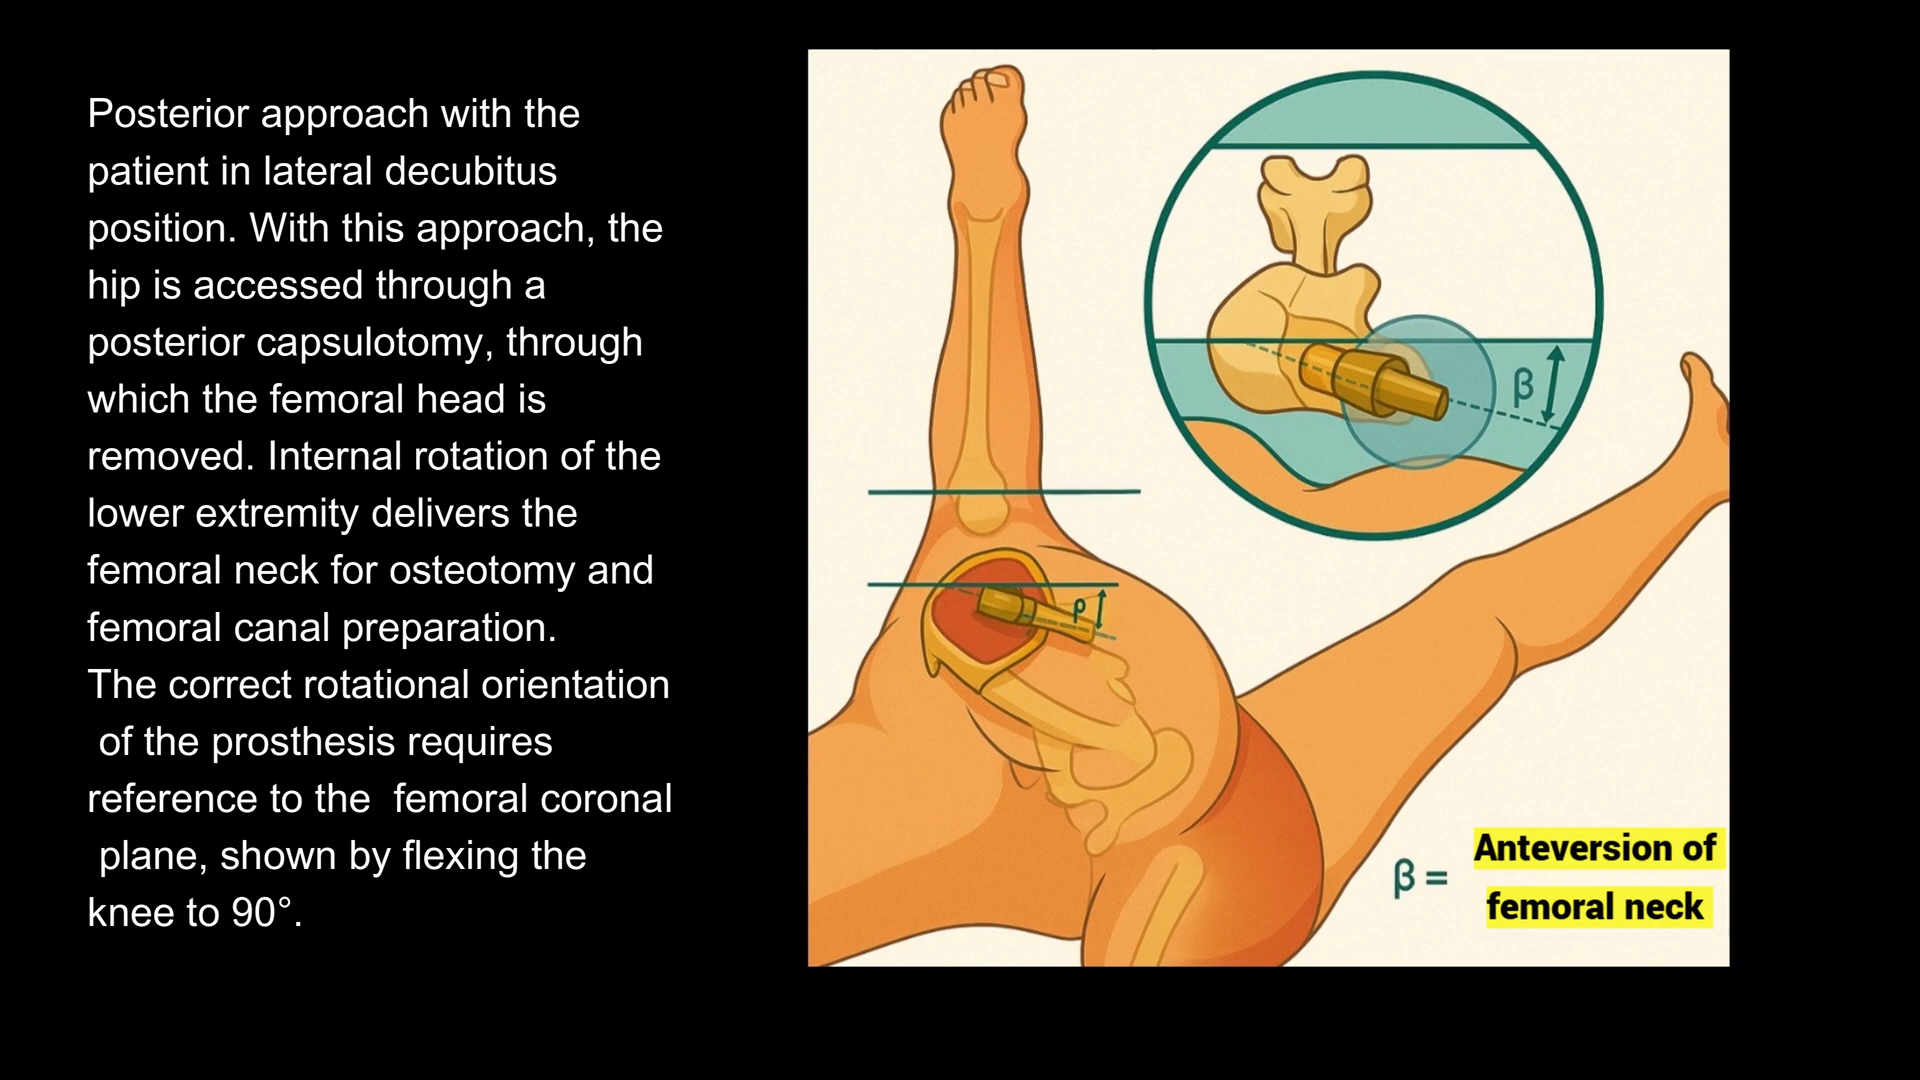 Posterior approach with the
patient in lateral decubitus
position. With this approach, the
hip is accessed through a
posterior capsulotomy, through
which the femoral head is
removed. Internal rotation of the
lower extremity delivers the
femoral neck for osteotomy and
femoral canal preparation.
The correct rotational orientation
of the prosthesis requires
reference to the  femoral coronal
plane, shown by flexing the
knee to 90°.
β
ρ
β = Anteversion of
femoral neck